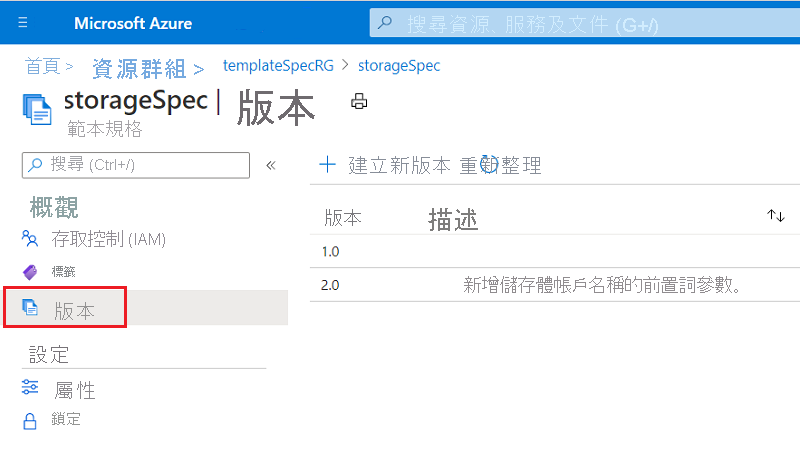 Microsoft Azure
搜尋資源、服務及文件 (G+/)
首頁 > 資源群組 > templateSpecRG > storageSpec
storageSpec | 版本
範本規格
搜尋 (Ctrl+/) «
+ 建立新版本 重新整理
概觀
版本 描述
存取控制 (IAM)
1.0
標籤
2.0 新增儲存體帳戶名稱的前置詞參數。
版本
設定
屬性
鎖定